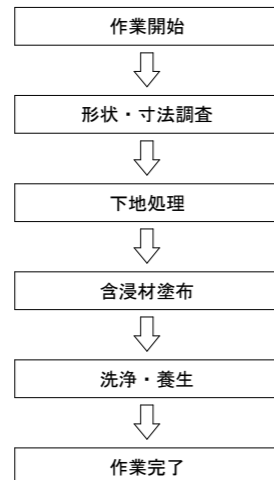 作業開始
形状・寸法調査
下地処理
含浸材塗布
洗浄・養生
作業完了